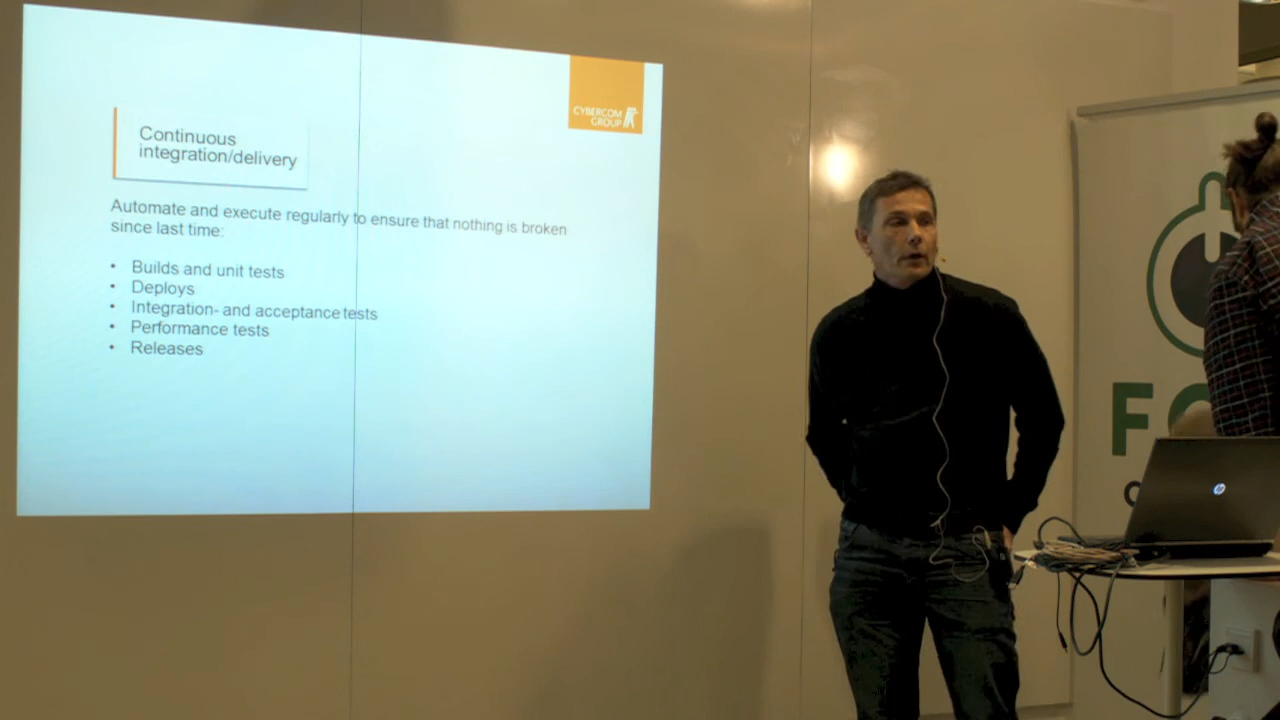 CYBERCOM
GROUP
Continuous
integration/delivery
Automate and execute regularly to ensure that nothing is broken
since last time:
• Builds and unit tests
• Deploys
• Integration- and acceptance tests
• Performance tests
• Releases
hp